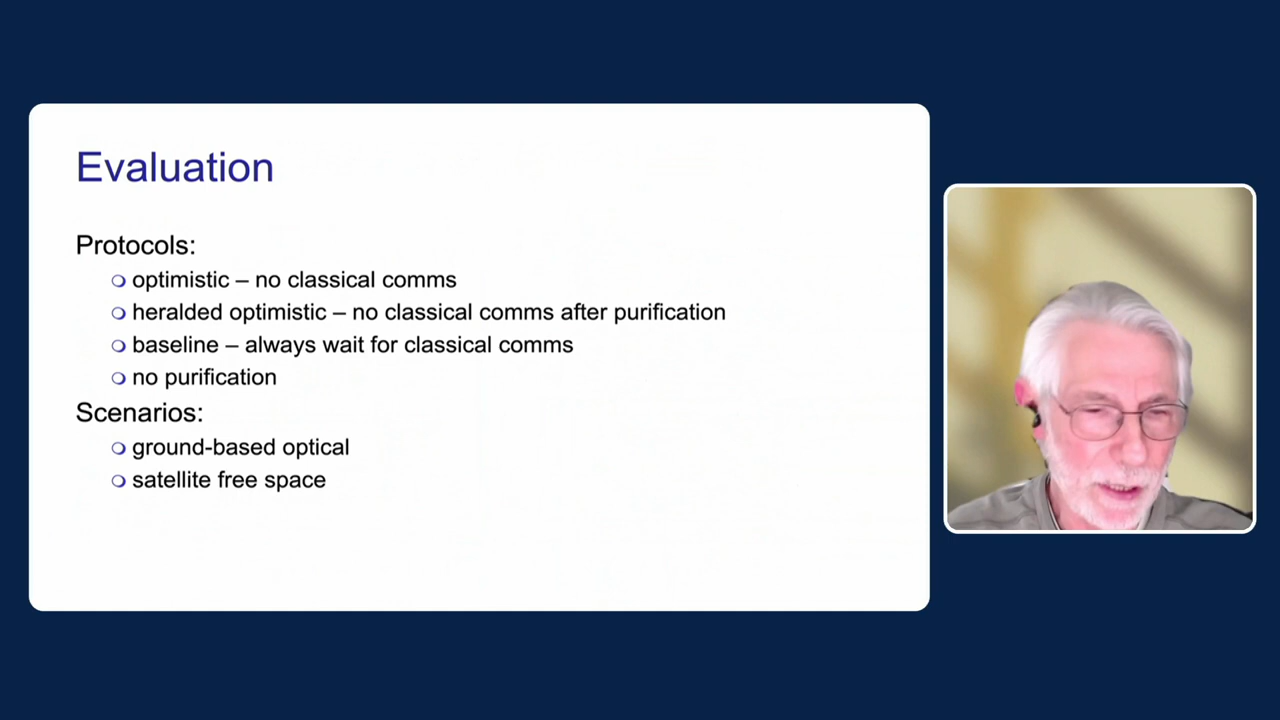 Evaluation
Protocols:
optimistic – no classical comms
heralded optimistic – no classical comms after purification
baseline – always wait for classical comms
no purification
Scenarios:
ground-based optical
satellite free space